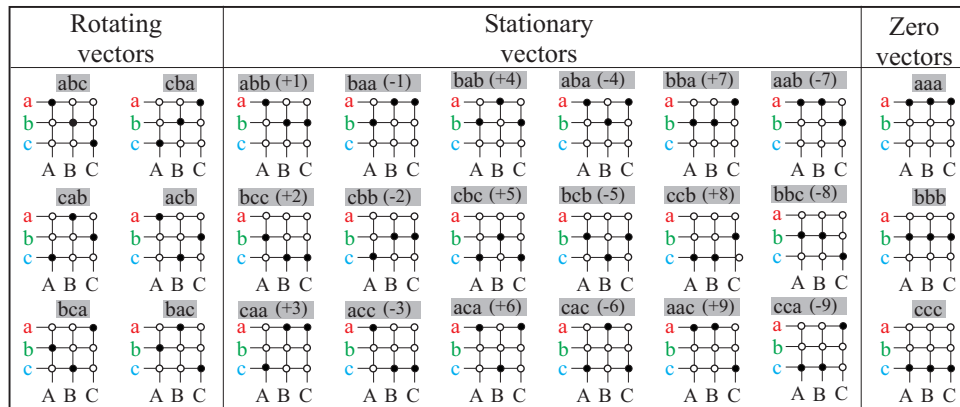 Rotating vectors
Stationary vectors
Zero vectors
abc cba abb (+1) baa (-1) bab (+4) aba (-4) bba (+7) aab (-7) aaa
a a a a a a a a a
b b b b b b b b b
c c c c c c c c c
A B C A B C A B C A B C A B C A B C A B C A B C A B C
cab acb bcc (+2) cbb (-2) cbc (+5) bcb (-5) ccb (+8) bbc (-8) bbb
a a a a a a a a a
b b b b b b b b b
c c c c c c c c c
A B C A B C A B C A B C A B C A B C A B C A B C A B C
bca bac caa (+3) acc (-3) aca (+6) cac (-6) aac (+9) cca (-9) ccc
a a a a a a a a a
b b b b b b b b b
c c c c c c c c c
A B C A B C A B C A B C A B C A B C A B C A B C A B C